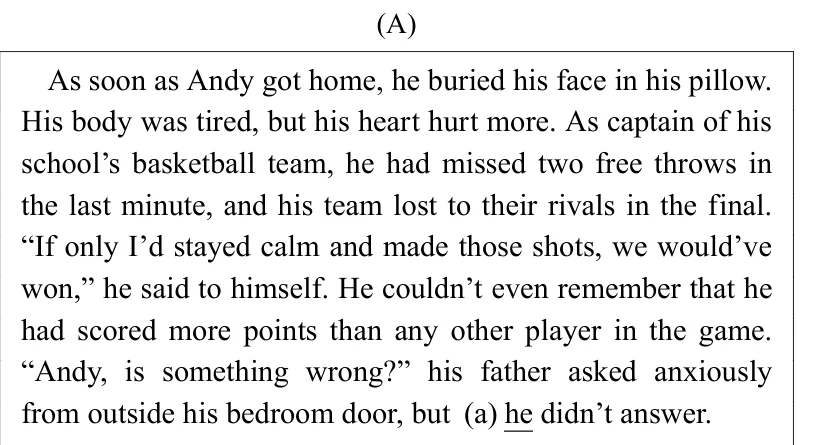 (A)
As soon as Andy got home, he buried his face in his pillow.
His body was tired, but his heart hurt more. As captain of his
school’s basketball team, he had missed two free throws in
the last minute, and his team lost to their rivals in the final.
“If only I’d stayed calm and made those shots, we would’ve
won,” he said to himself. He couldn’t even remember that he
had scored more points than any other player in the game.
“Andy, is something wrong?” his father asked anxiously
from outside his bedroom door, but (a) he didn’t answer.